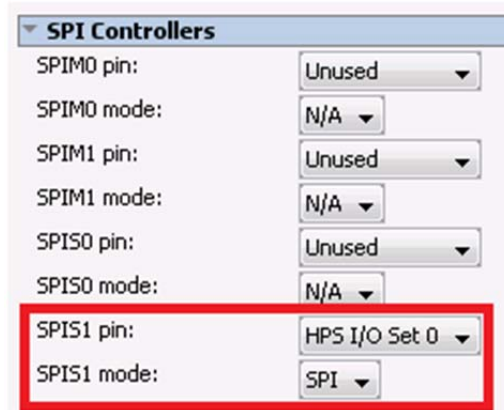 SPI Controllers
SPIM0 pin: Unused
SPIM0 mode: N/A
SPIM1 pin: Unused
SPIM1 mode: N/A
SPIS0 pin: Unused
SPIS0 mode: N/A
SPIS1 pin: HPS I/O Set 0
SPIS1 mode: SPI